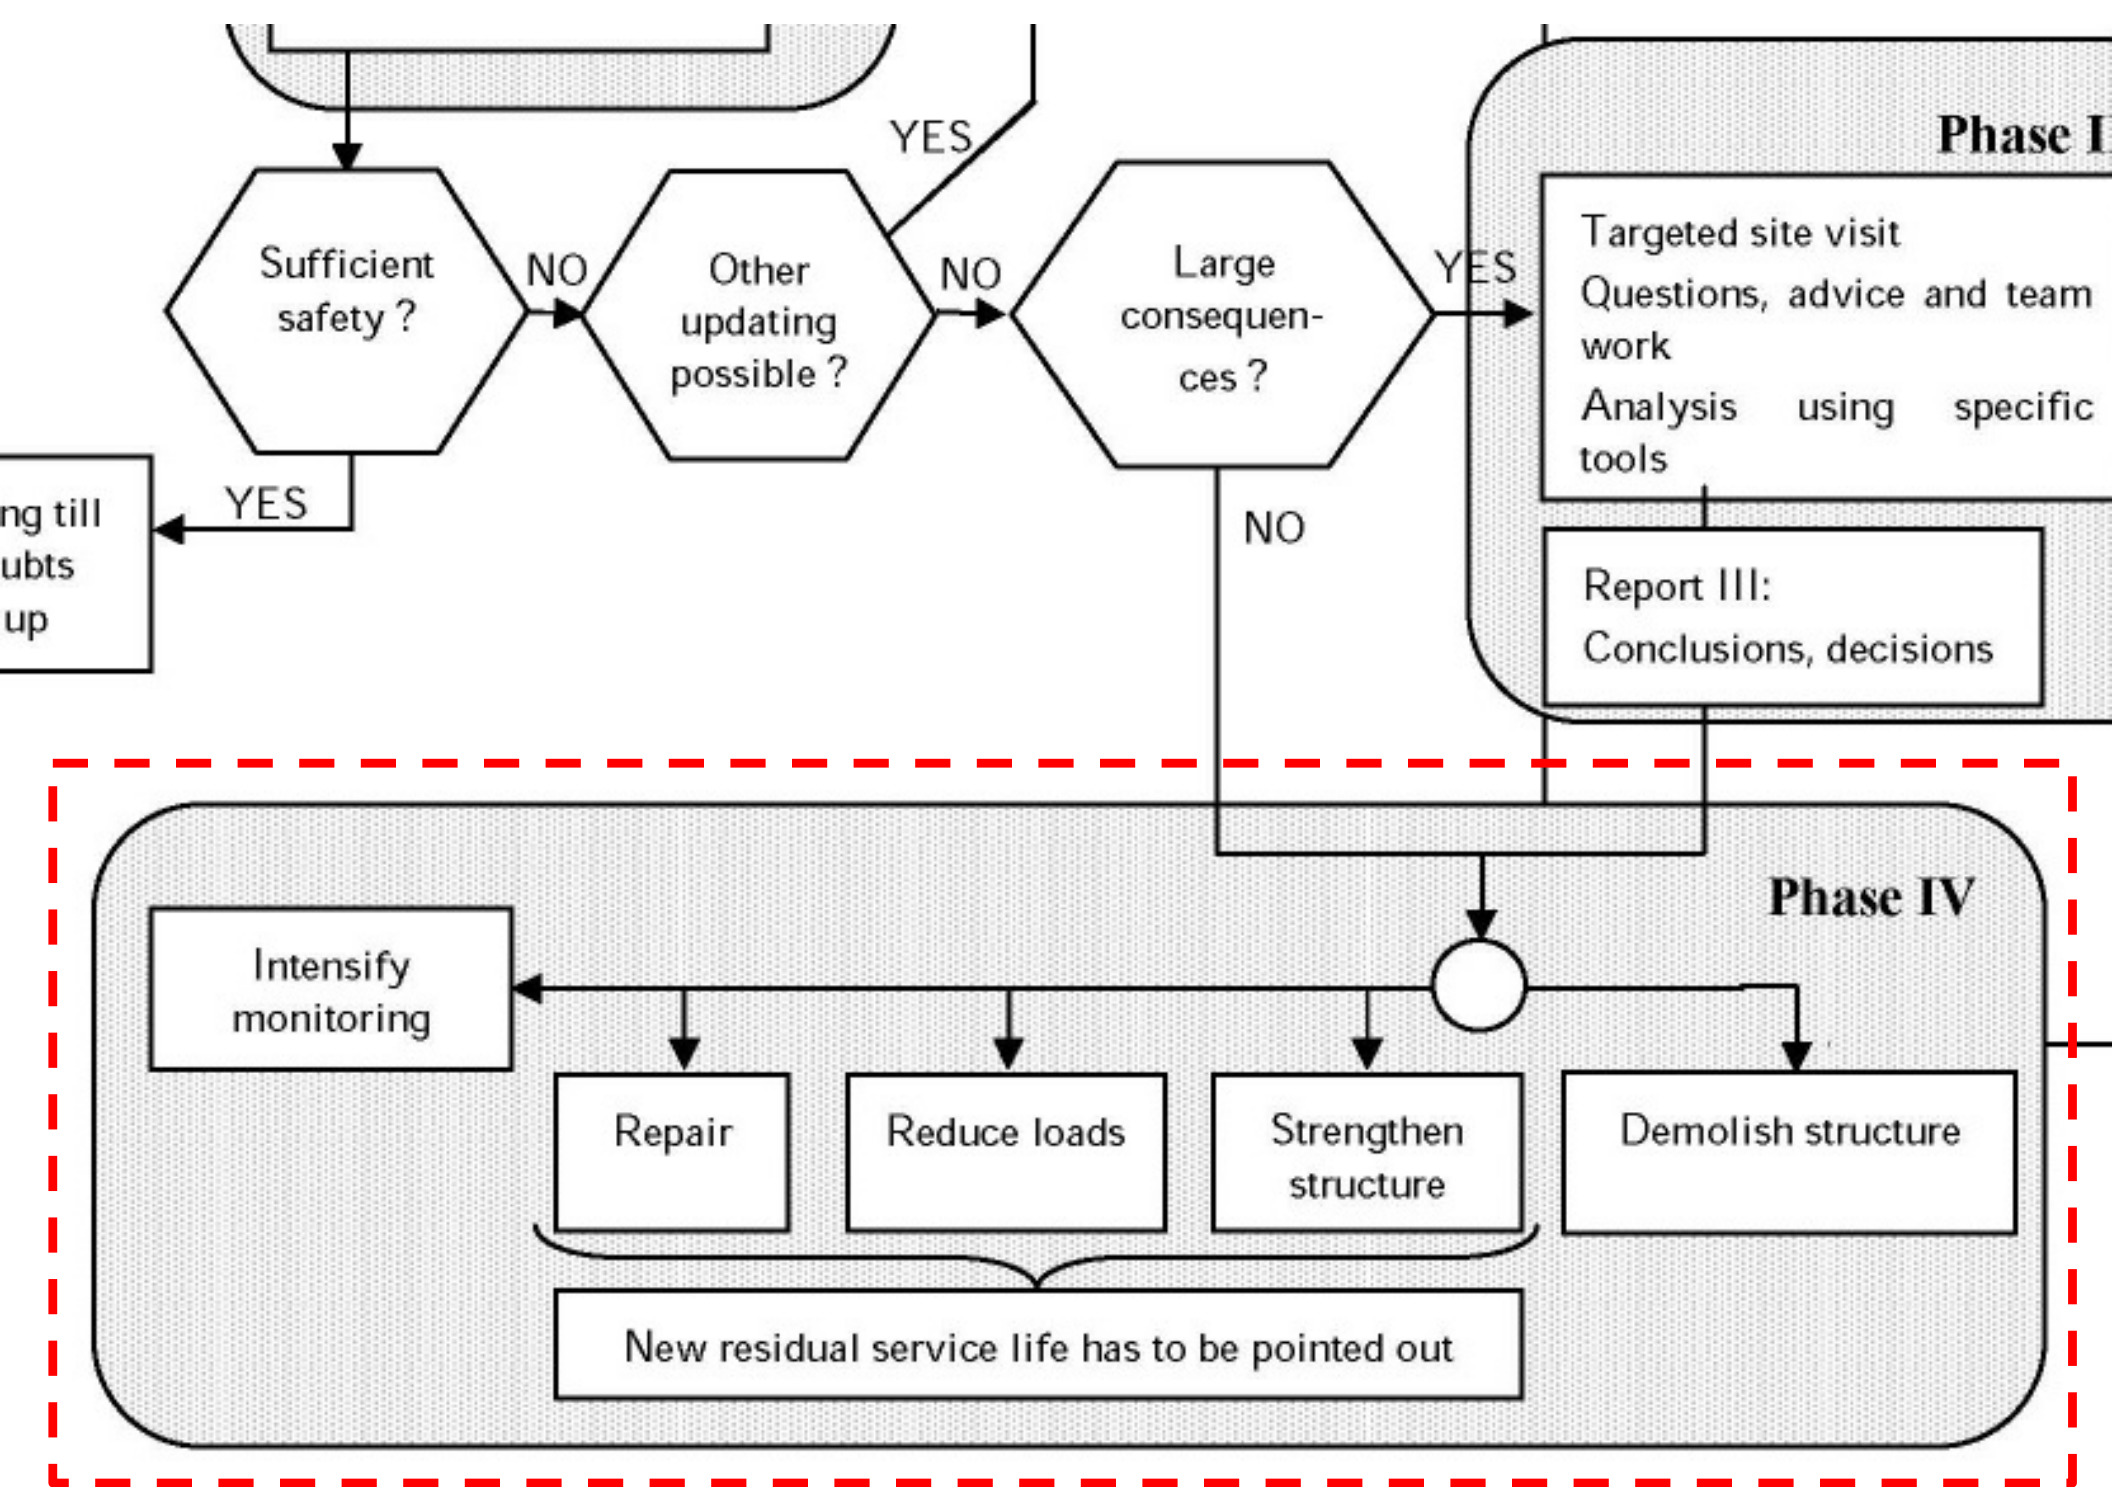 YES
Phase I
Sufficient
safety ?
NO
Other
updating
possible ?
NO
Large
consequen-
ces ?
YES
Targeted site visit
Questions, advice and team
work
Analysis using specific
tools
YES
ng till
ubts
up
NO
Report III:
Conclusions, decisions
Phase IV
Intensify
monitoring
Repair
Reduce loads
Strengthen
structure
Demolish structure
New residual service life has to be pointed out